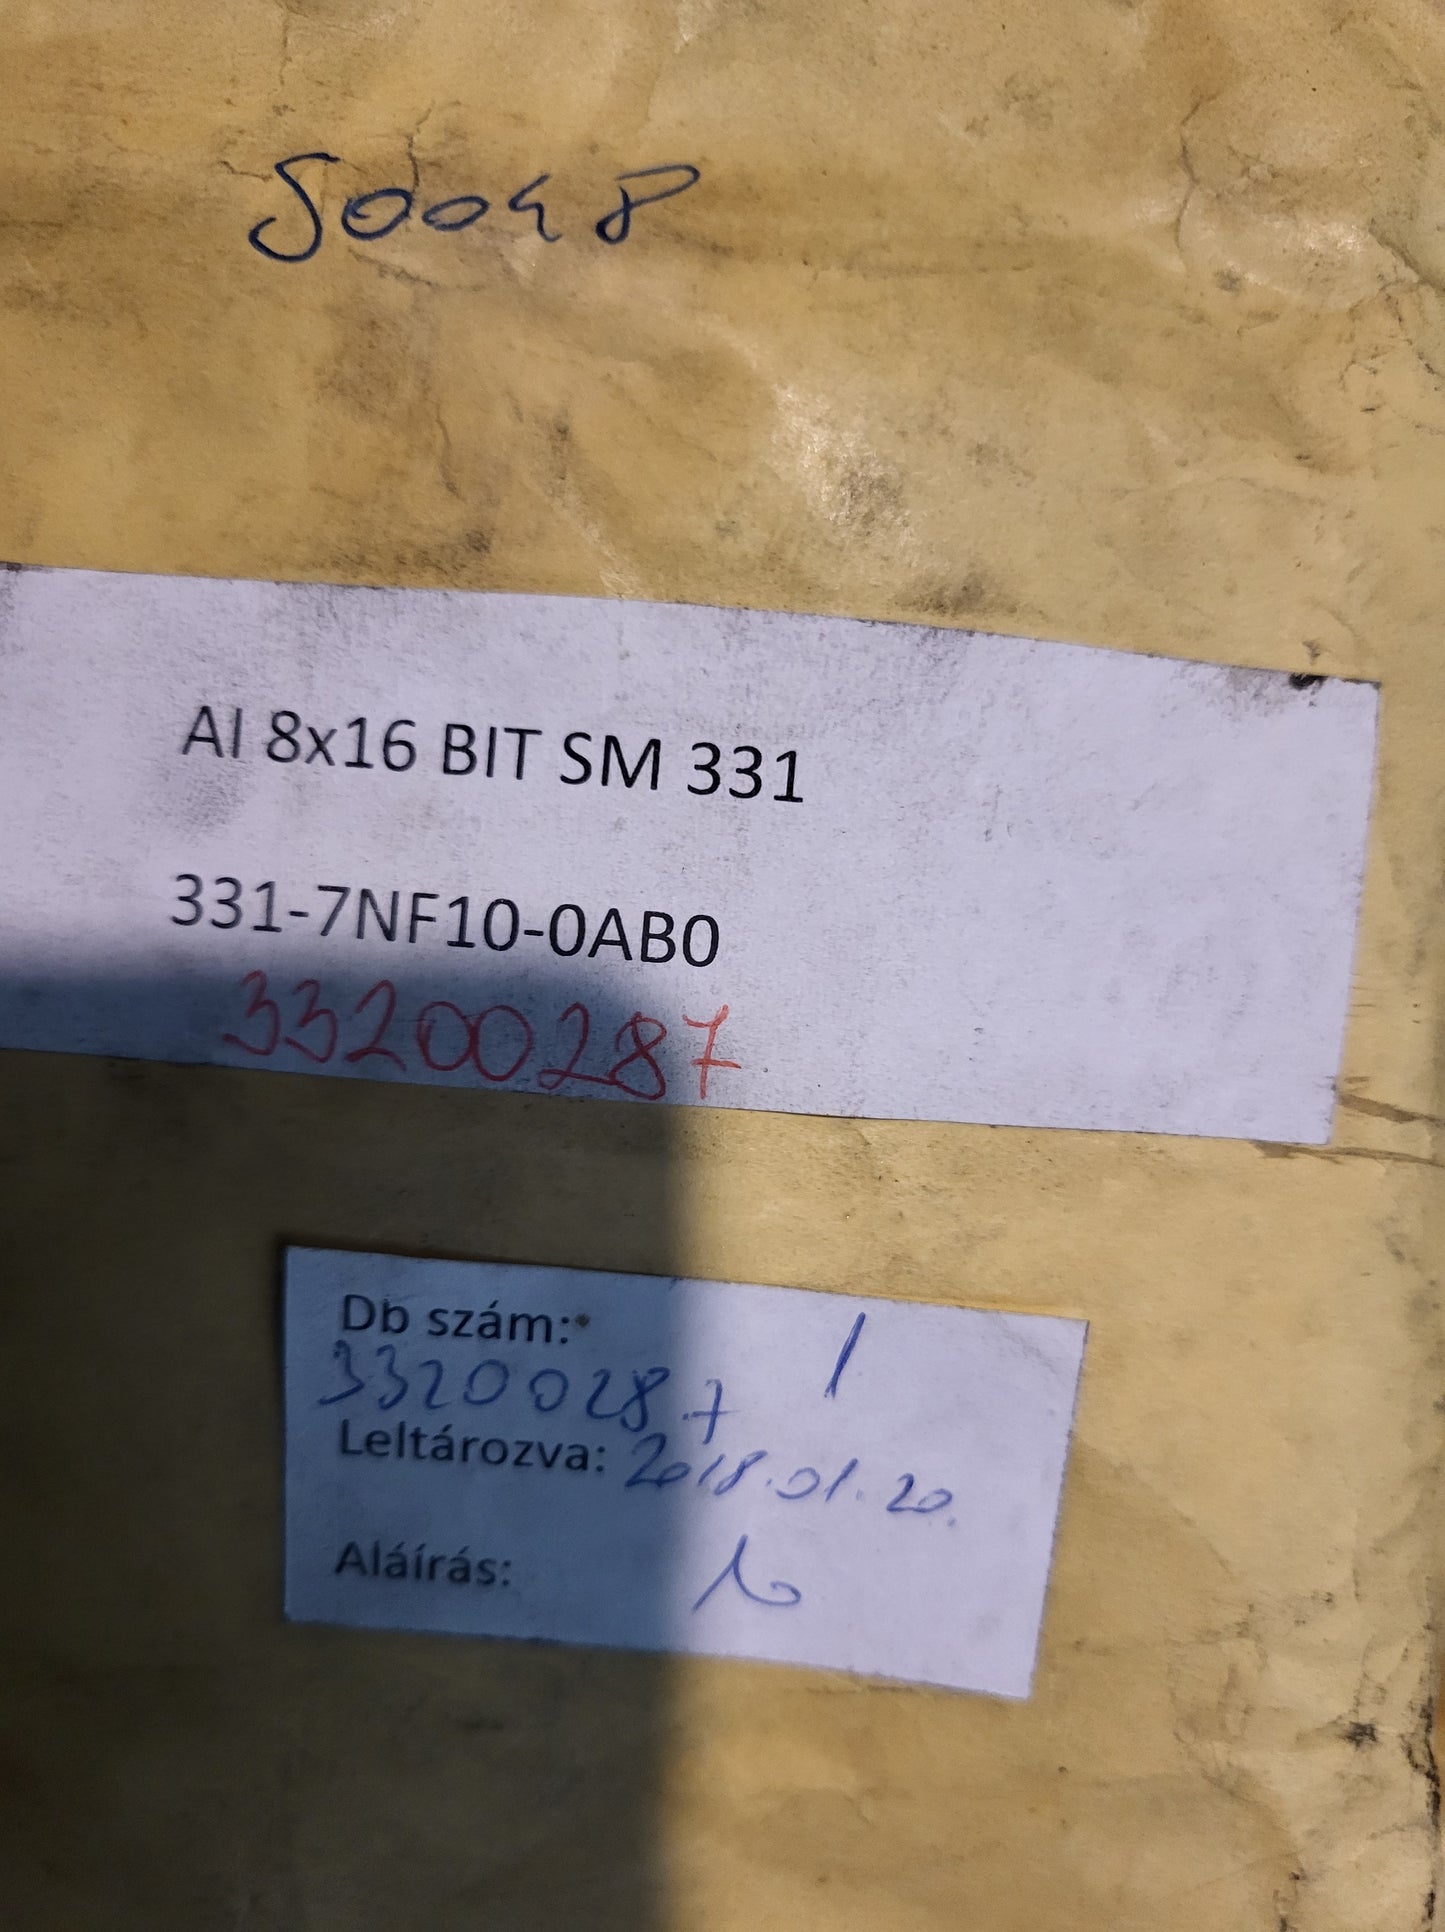 50048
AI 8x16 BIT SM 331
331-7NF10-0AB0
33200287
Db szám: 1
33200287
Leltározva: 2018.01.20.
Aláírás: